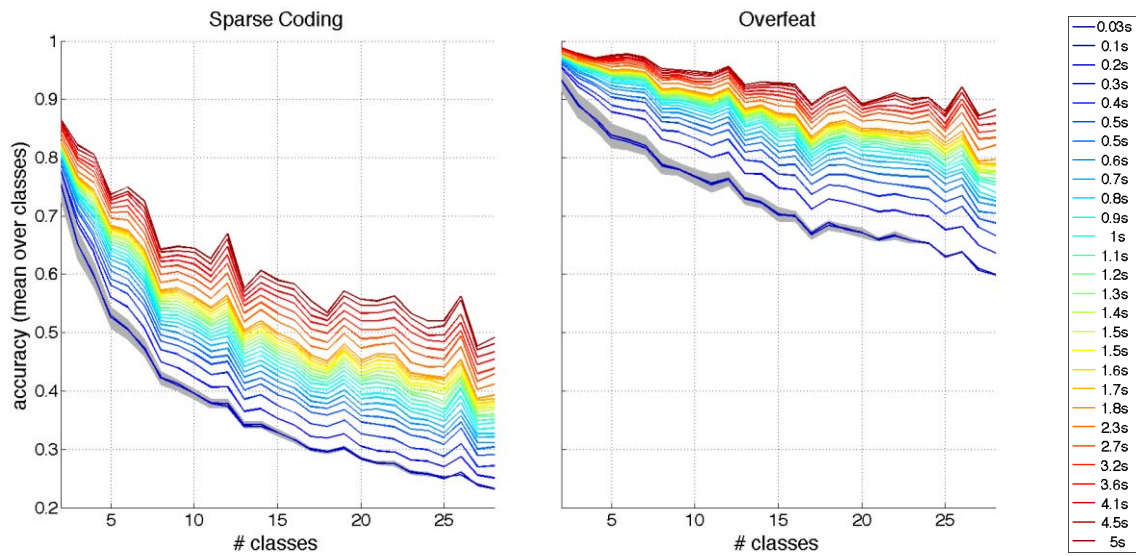 Sparse Coding
Overfeat
accuracy (mean over classes)
1
0.9
0.8
0.7
0.6
0.5
0.4
0.3
0.2
5
10
15
20
25
# classes
5
10
15
20
25
# classes
0.03s
0.1s
0.2s
0.3s
0.4s
0.5s
0.5s
0.6s
0.7s
0.8s
0.9s
1s
1.1s
1.2s
1.3s
1.4s
1.5s
1.5s
1.6s
1.7s
1.8s
2.3s
2.7s
3.2s
3.6s
4.1s
4.5s
5s